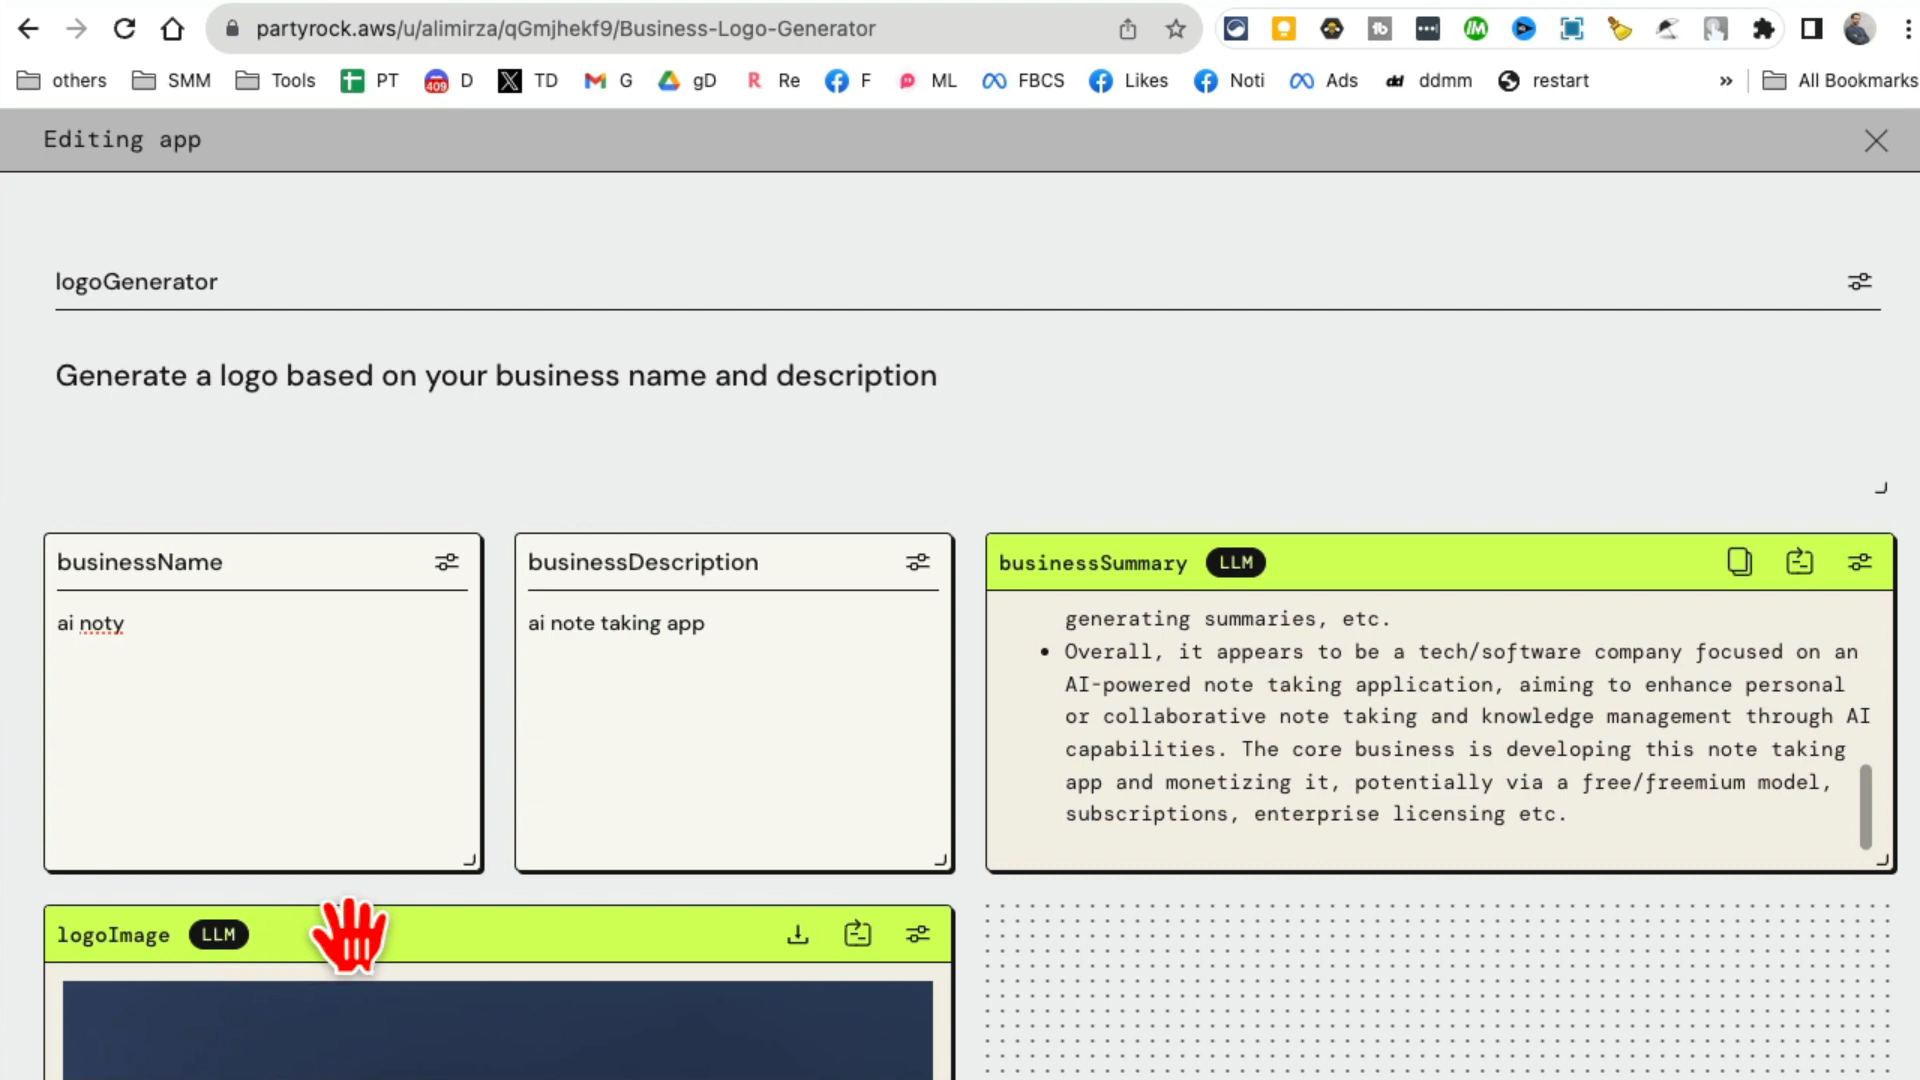 partyrock.aws/u/alimirza/qGmjhekf9/Business-Logo-Generator
others SMM Tools PT D TD G gD Re F ML FBCS Likes Noti Ads ddmm restart » All Bookmarks
Editing app
logoGenerator
Generate a logo based on your business name and description
businessName
ai noty
businessDescription
ai note taking app
businessSummary LLM
generating summaries, etc.
• Overall, it appears to be a tech/software company focused on an
AI-powered note taking application, aiming to enhance personal
or collaborative note taking and knowledge management through AI
capabilities. The core business is developing this note taking
app and monetizing it, potentially via a free/freemium model,
subscriptions, enterprise licensing etc.
logoImage LLM